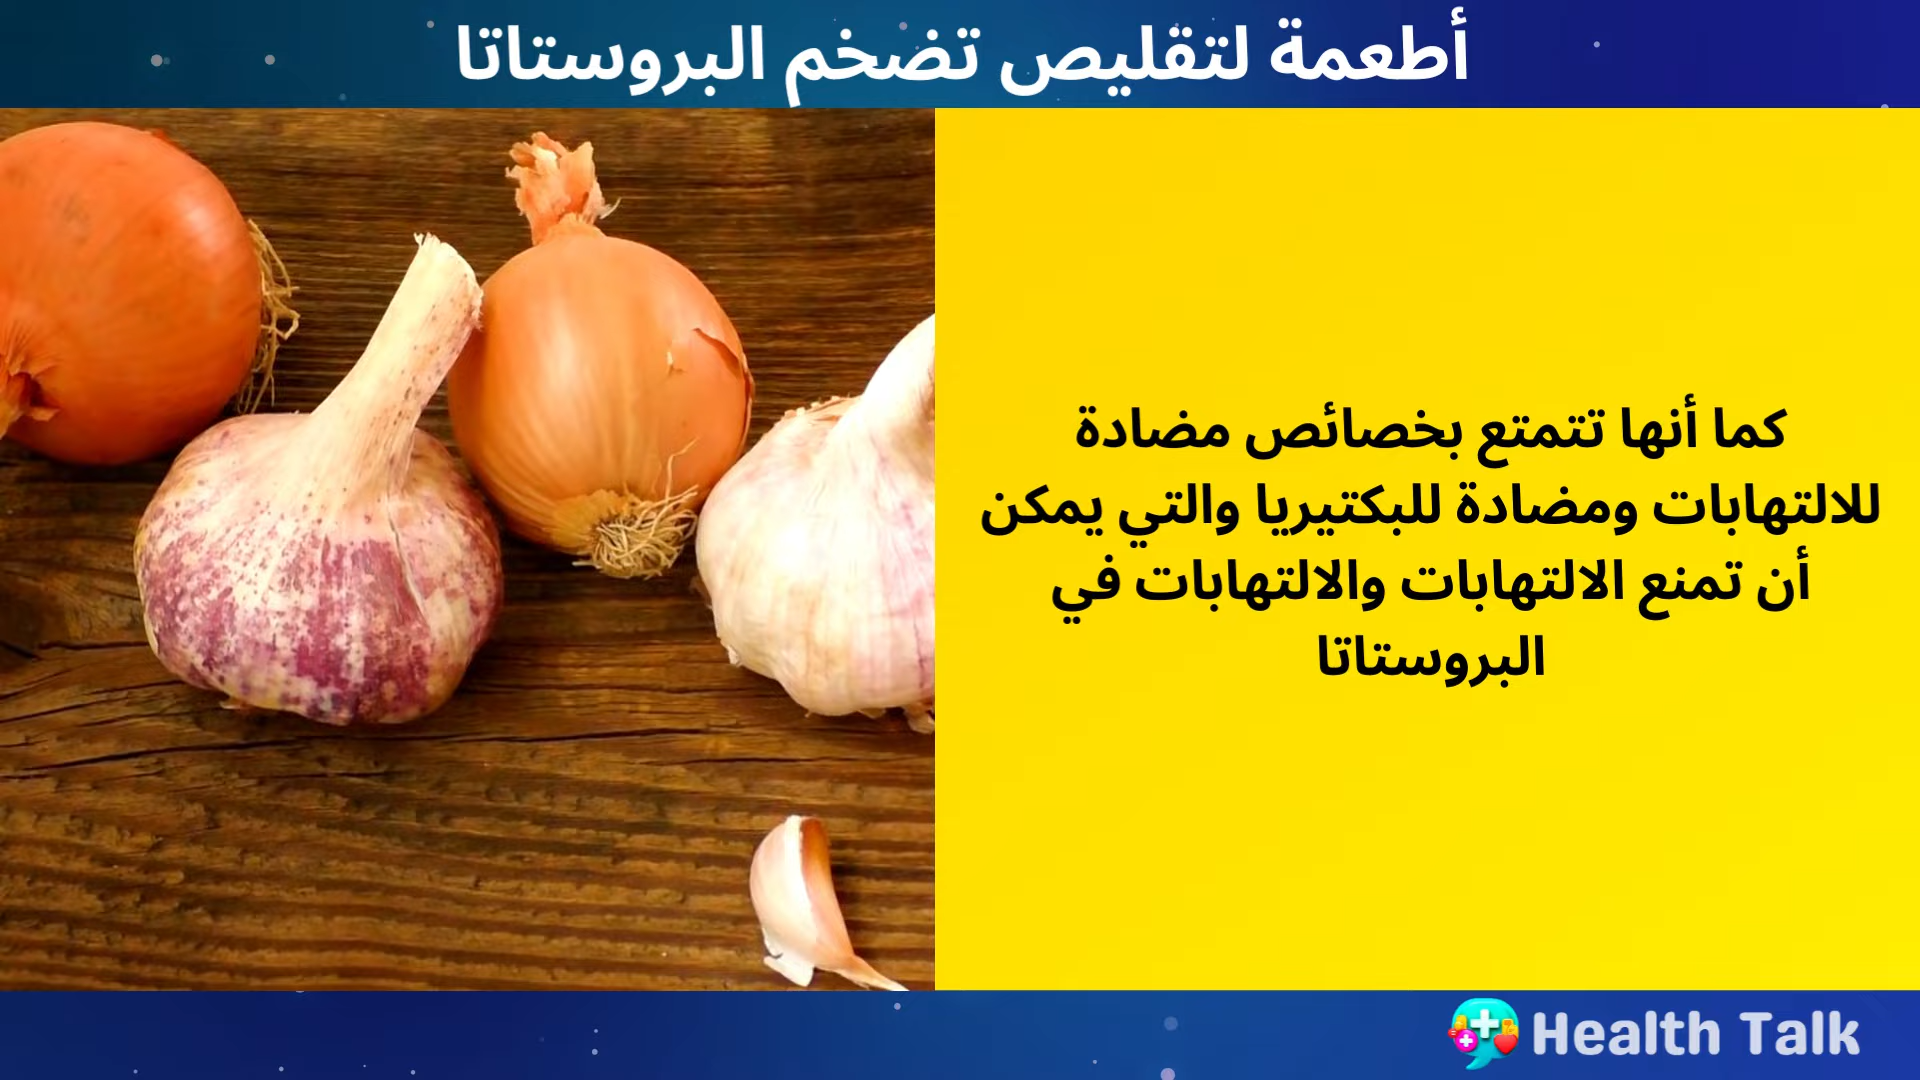 أطعمة لتقليص تضخم البروستاتا
كما أنها تتمتع بخصائص مضادة
للالتهابات ومضادة للبكتيريا والتي يمكن
أن تمنع الالتهابات والالتهابات في
البروستاتا
Health Talk